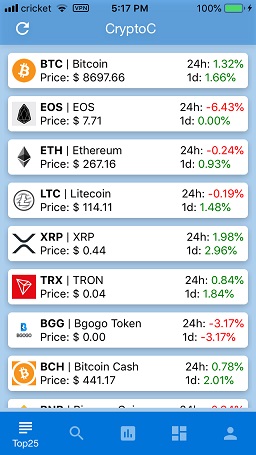 cricket VPN 5:17 PM 100%
CryptoC
BTC | Bitcoin 24h: 1.32%
Price: $ 8697.66 1d: 1.66%
EOS | EOS 24h: -6.43%
Price: $ 7.71 1d: 0.00%
ETH | Ethereum 24h: -0.24%
Price: $ 267.16 1d: 0.93%
LTC | Litecoin 24h: -0.19%
Price: $ 114.11 1d: 1.48%
XRP | XRP 24h: 1.98%
Price: $ 0.44 1d: 2.96%
TRX | TRON 24h: 0.84%
Price: $ 0.04 1d: 1.84%
BGG | Bgogo Token 24h: -3.17%
BGOGO Price: $ 0.00 1d: -3.17%
BCH | Bitcoin Cash 24h: 0.78%
Price: $ 441.17 1d: 2.01%
Top25